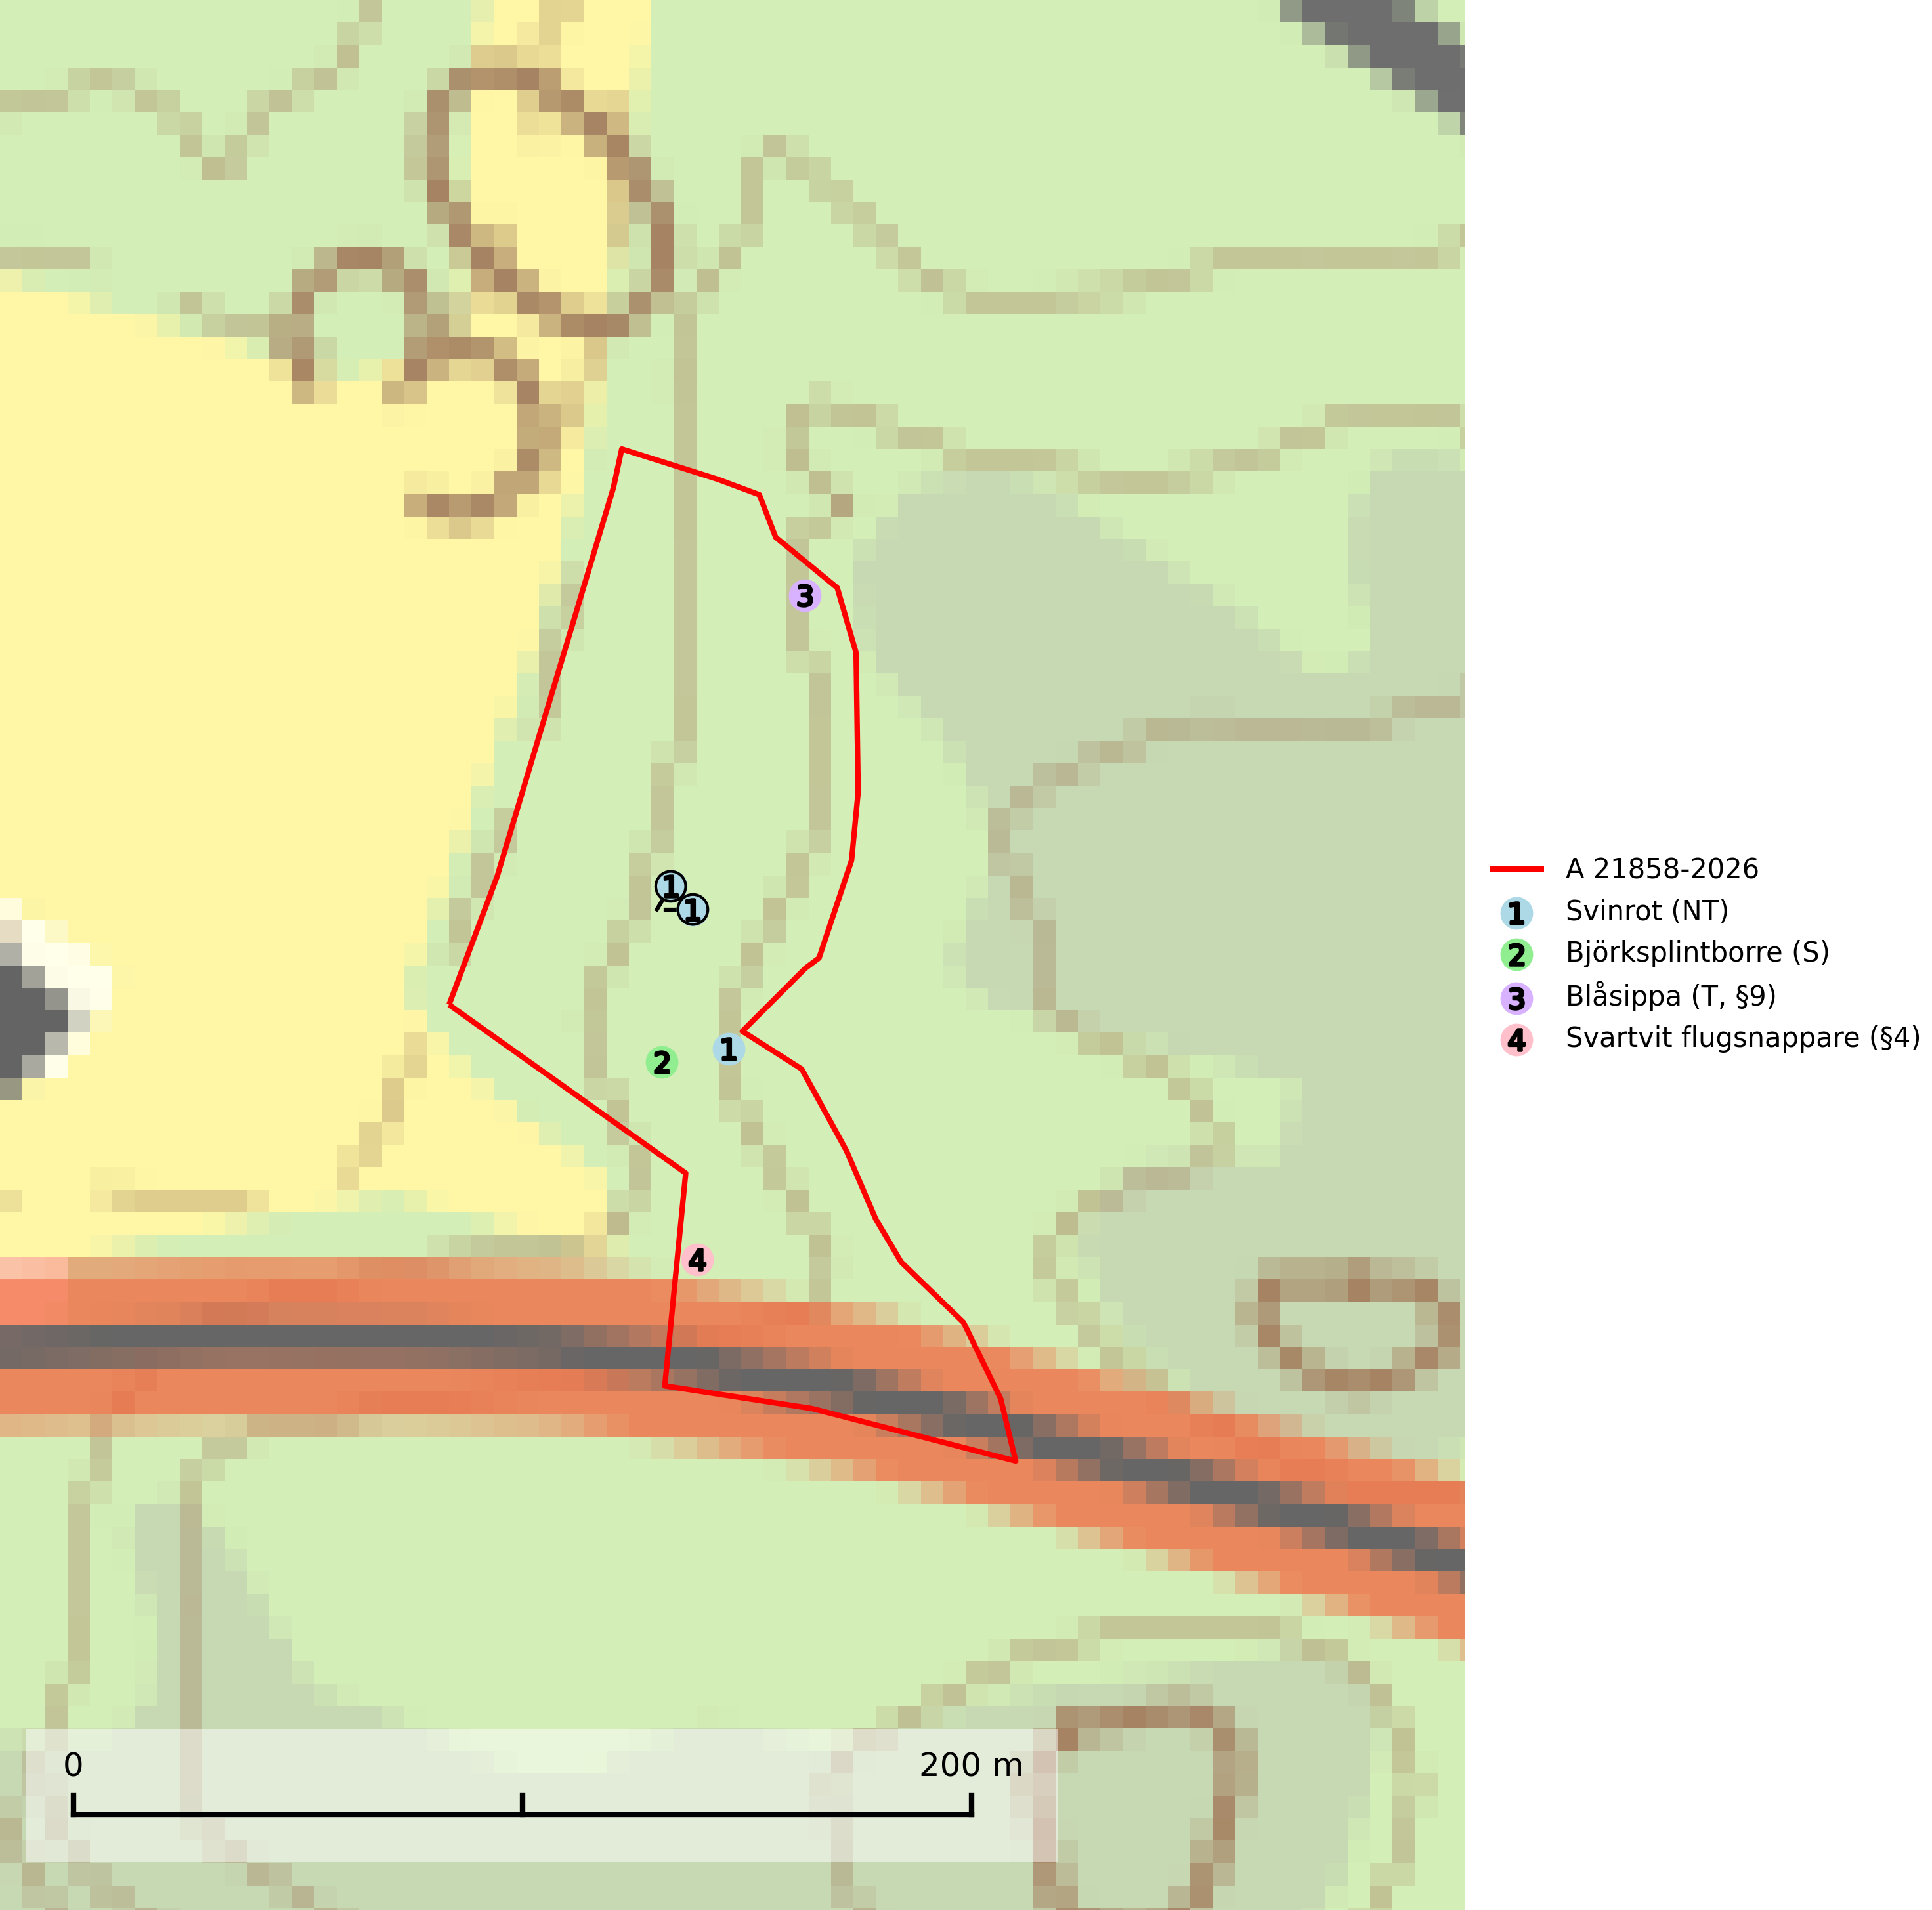 3
1
1
1
2
4
A 21858-2026
1 Svinrot (NT)
2 Björksplintborre (S)
3 Blåsippa (T, §9)
4 Svartvit flugsnappare (§4)
0 200 m